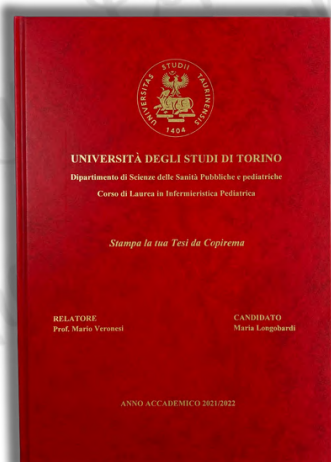 UNIVERSITAS STUDII TAURINENSIS
1404
UNIVERSITÀ DEGLI STUDI DI TORINO
Dipartimento di Scienze delle Sanità Pubbliche e pediatriche
Corso di Laurea in Infermieristica Pediatrica
Stampa la tua Tesi da Copirema
RELATORE
Prof. Mario Veronesi
CANDIDATO
Maria Longobardi
ANNO ACCADEMICO 2021/2022